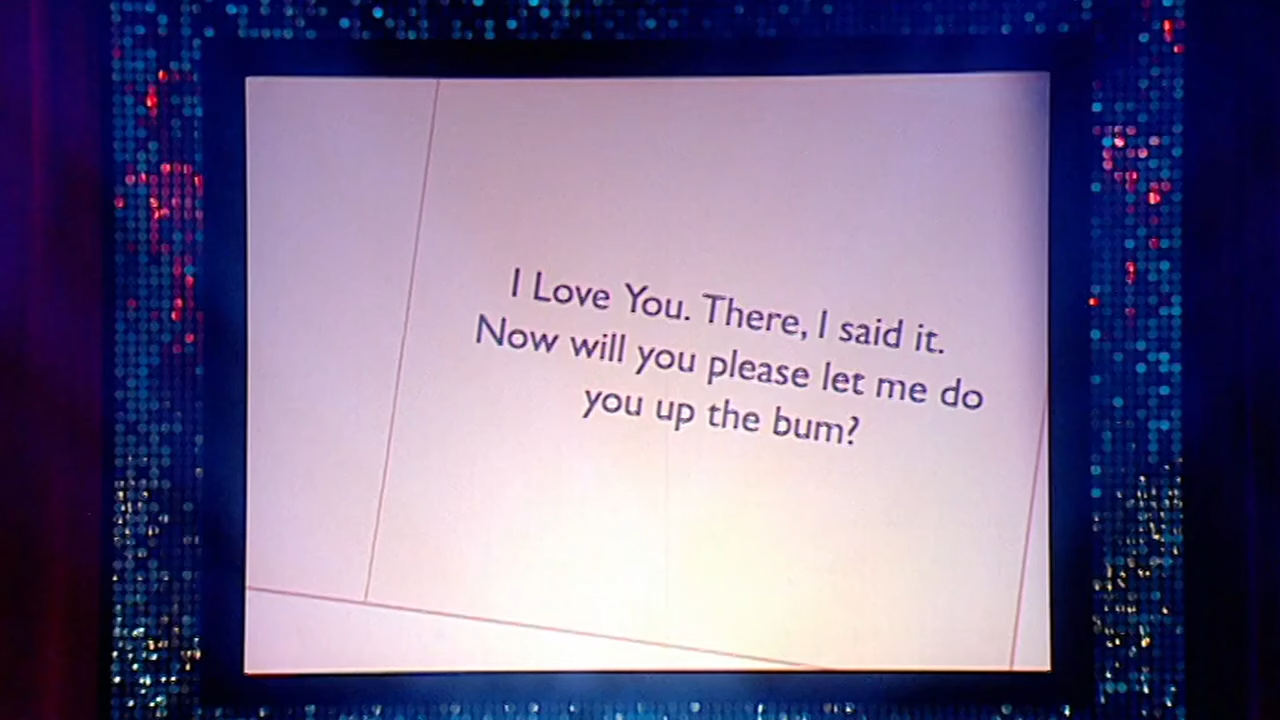 I Love You. There, I said it.
Now will you please let me do
you up the bum?